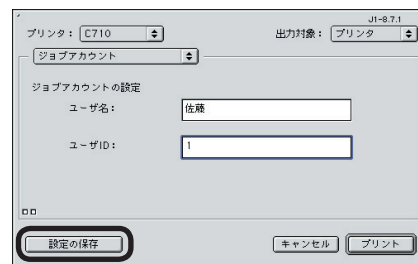 J1-8.7.1
プリンタ： C710 出力対象： プリンタ
ジョブアカウント
ジョブアカウントの設定
ユーザ名： 佐藤
ユーザID： 1
設定の保存 キャンセル プリント